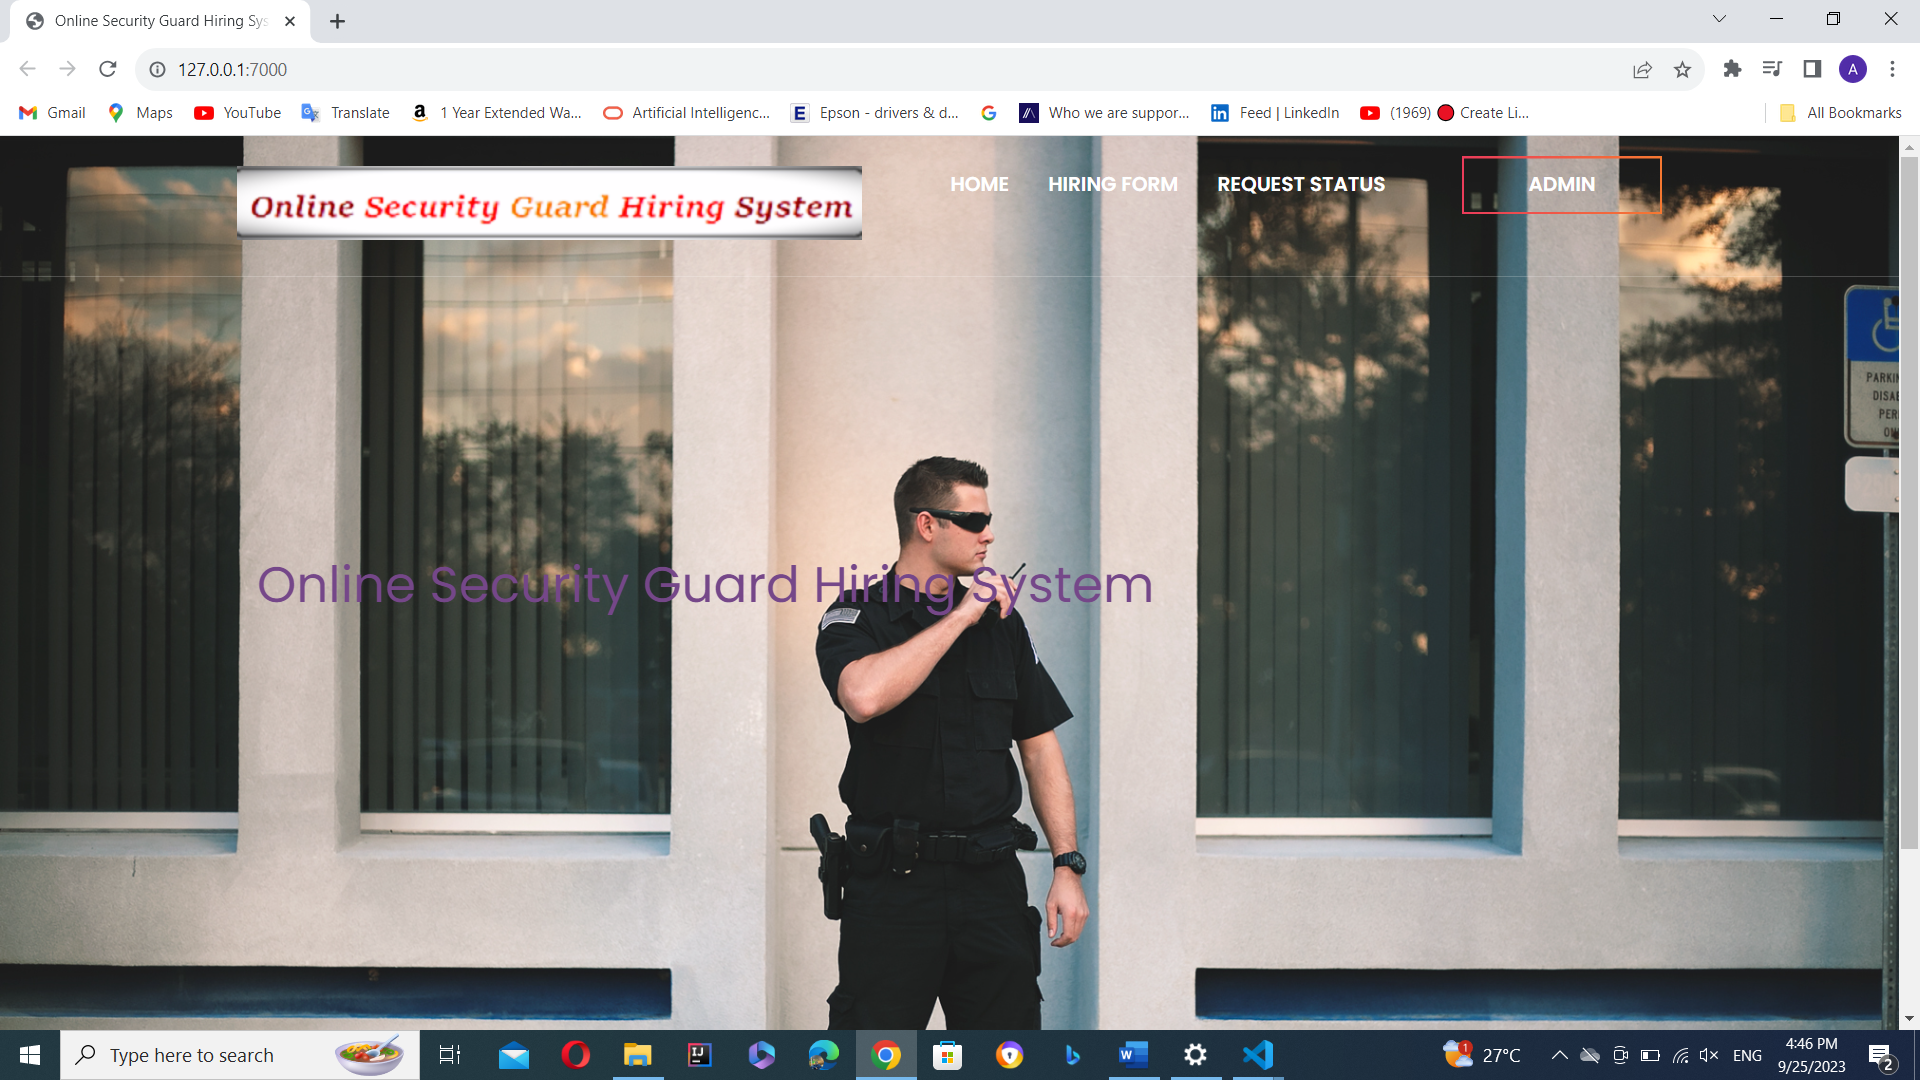 Online Security Guard Hiring Sys
127.0.0.1:7000
A
Gmail
Maps
YouTube
Translate
1 Year Extended Wa...
Artificial Intelligenc...
Epson - drivers & d...
Who we are suppor...
Feed | LinkedIn
(1969) Create Li...
All Bookmarks
Online Security Guard Hiring System
HOME
HIRING FORM
REQUEST STATUS
ADMIN
PARKIN
DISA
PER
Online Security Guard Hiring System
Type here to search
1
27°C
ENG
4:46 PM
9/25/2023
2